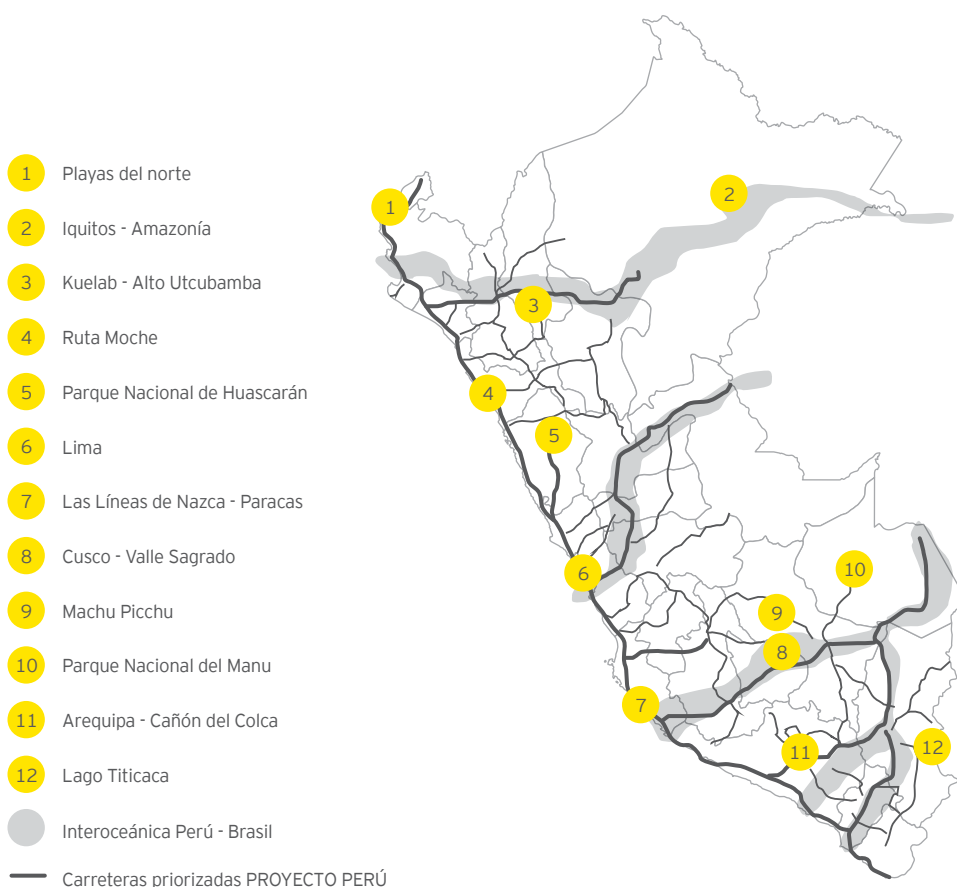 1 Playas del norte
2 Iquitos - Amazonía
3 Kuelab - Alto Utcubamba
4 Ruta Moche
5 Parque Nacional de Huascarán
6 Lima
7 Las Líneas de Nazca - Paracas
8 Cusco - Valle Sagrado
9 Machu Picchu
10 Parque Nacional del Manu
11 Arequipa - Cañón del Colca
12 Lago Titicaca
Interoceánica Perú - Brasil
Carreteras priorizadas PROYECTO PERÚ
2
1
3
4
5
6
10
9
8
7
12
11